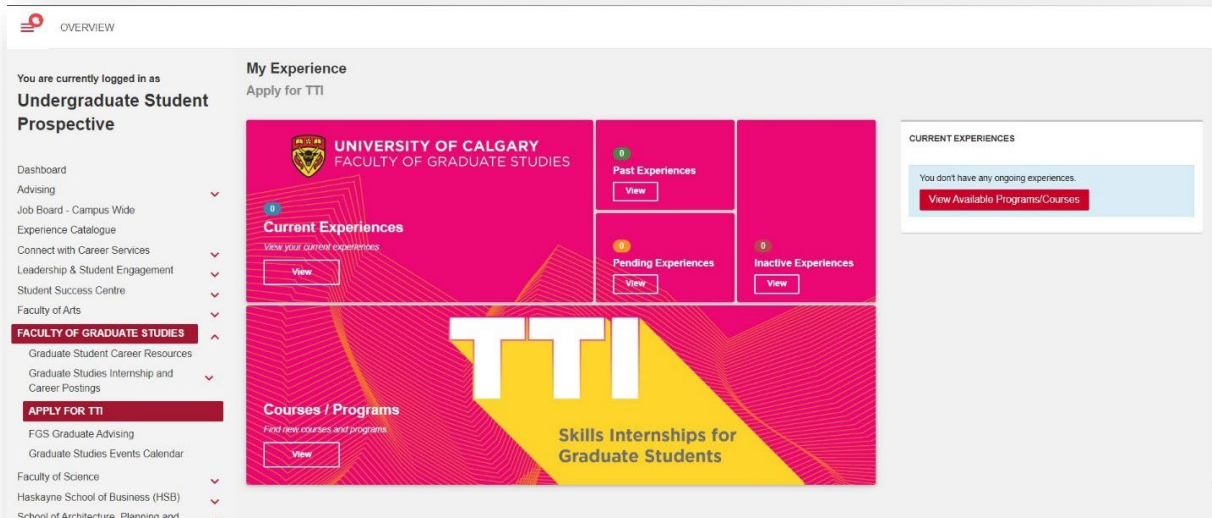 OVERVIEW
You are currently logged in as
Undergraduate Student
Prospective
Dashboard
Advising
Job Board - Campus Wide
Experience Catalogue
Connect with Career Services
Leadership & Student Engagement
Student Success Centre
Faculty of Arts
FACULTY OF GRADUATE STUDIES
Graduate Student Career Resources
Graduate Studies Internship and
Career Postings
APPLY FOR TTI
FGS Graduate Advising
Graduate Studies Events Calendar
Faculty of Science
Haskayne School of Business (HSB)
School of Architecture, Planning and
My Experience
Apply for TTI
UNIVERSITY OF CALGARY
FACULTY OF GRADUATE STUDIES
0
Current Experiences
View your current experiences
View
0
Past Experiences
View
0
Pending Experiences
View
0
Inactive Experiences
View
Courses / Programs
Find new courses and programs
View
TTI
Skills Internships for
Graduate Students
CURRENT EXPERIENCES
You don't have any ongoing experiences.
View Available Programs/Courses